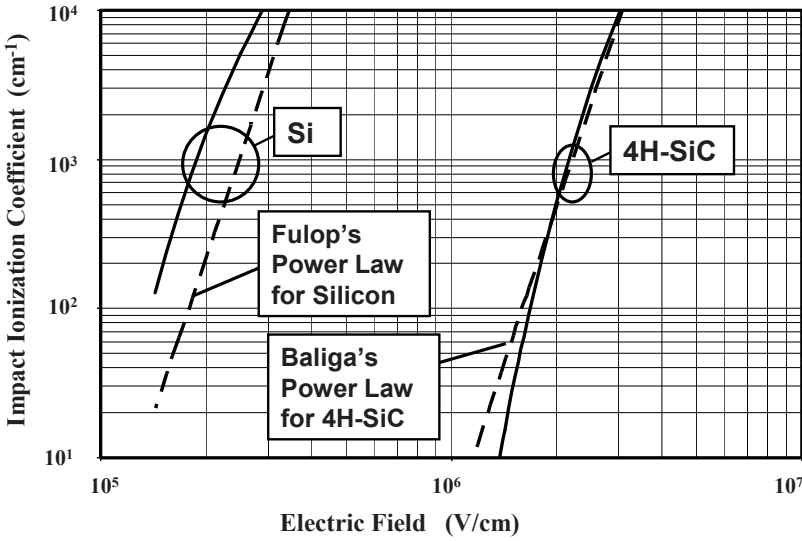 Impact Ionization Coefficient (cm⁻¹)
10⁴
10³
10²
10¹
Si
4H-SiC
Fulop's
Power Law
for Silicon
Baliga's
Power Law
for 4H-SiC
10⁵
10⁶
10⁷
Electric Field (V/cm)